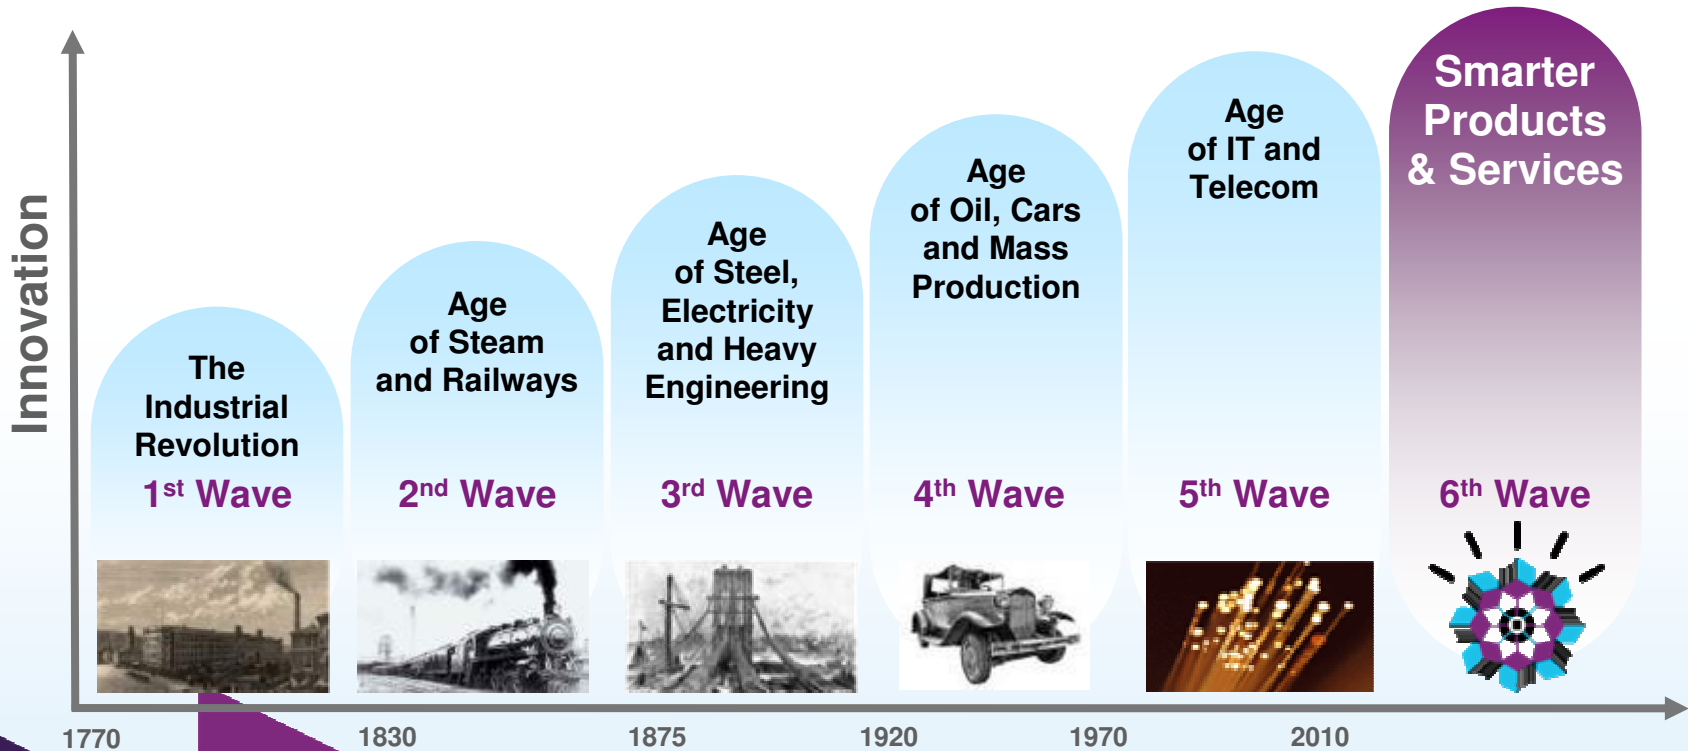 Innovation
The
Industrial
Revolution
1st Wave
Age
of Steam
and Railways
2nd Wave
Age
of Steel,
Electricity
and Heavy
Engineering
3rd Wave
Age
of Oil, Cars
and Mass
Production
4th Wave
Age
of IT and
Telecom
5th Wave
Smarter
Products
& Services
6th Wave
1770
1830
1875
1920
1970
2010